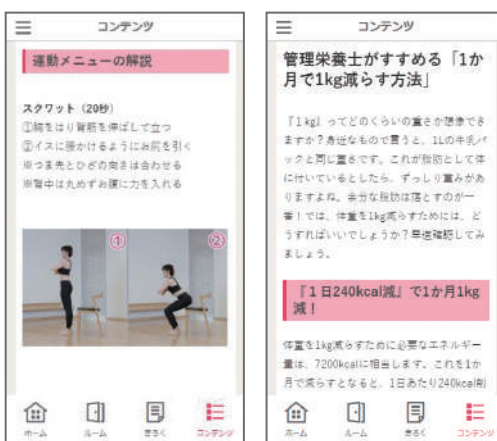 コンテンツ
運動メニューの解説
スクワット（20秒）
①胸をはり背筋を伸ばして立つ
②イスに腰かけるようにお尻を引く
※つま先とひざの向きは合わせる
※背中は丸めずお腹に力を入れる
①
②
ホーム
ルーム
きろく
コンテンツ
コンテンツ
管理栄養士がすすめる「1か
月で1kg減らす方法」
『1kg』ってどのくらいの重さか想像でき
ますか？身近なもので言うと、1Lの牛乳パ
ックと同じ重さです。これが脂肪として体
に付いているとしたら、ずっしり重みがあ
りますよね。余分な脂肪は落とすのが一
番！では、体重を1kg減らすためには、ど
うすればいいでしょうか？早速確認してみ
ましょう。
『1日240kcal減』で1か月1kg
減！
体重を1kg減らすために必要なエネルギー
量は、7200kcalに相当します。これを1か
月で減らすとなると、1日あたり240kcal削
ホーム
ルーム
きろく
コンテンツ